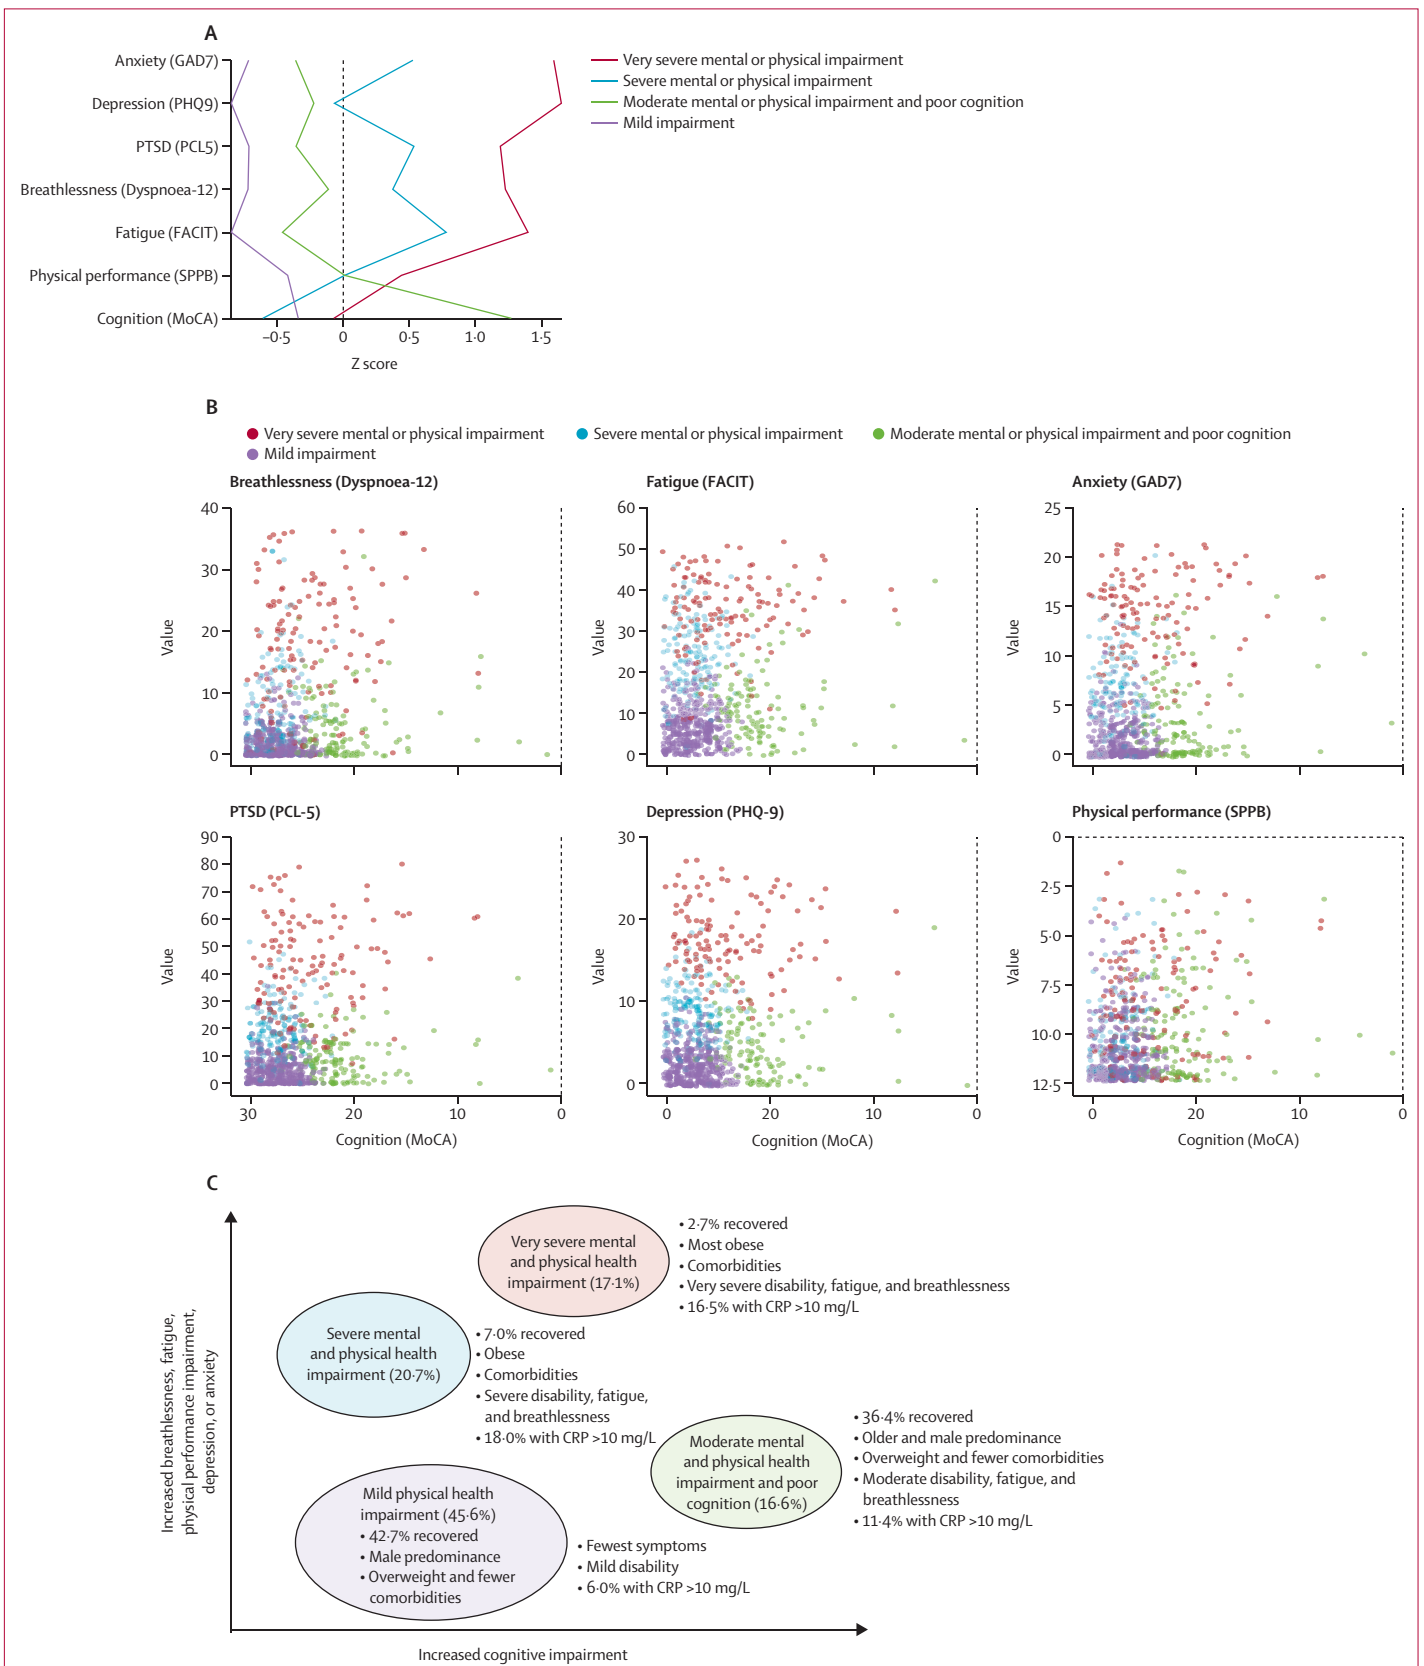 A
Anxiety (GAD7)
Depression (PHQ9)
PTSD (PCL5)
Breathlessness (Dyspnoea-12)
Fatigue (FACIT)
Physical performance (SPPB)
Cognition (MoCA)
–0·5
0
0·5
1·0
1·5
Z score
Very severe mental or physical impairment
Severe mental or physical impairment
Moderate mental or physical impairment and poor cognition
Mild impairment
B
Very severe mental or physical impairment
Severe mental or physical impairment
Moderate mental or physical impairment and poor cognition
Mild impairment
Breathlessness (Dyspnoea-12)
40
30
20
10
0
Value
Fatigue (FACIT)
60
50
40
30
20
10
0
Value
Anxiety (GAD7)
25
20
15
10
5
0
Value
PTSD (PCL-5)
90
80
70
60
50
40
30
20
10
0
Value
30
20
10
0
Cognition (MoCA)
Depression (PHQ-9)
30
20
10
0
Value
0
20
10
0
Cognition (MoCA)
Physical performance (SPPB)
0
2·5
5·0
7·5
10·0
12·5
Value
0
20
10
0
Cognition (MoCA)
C
Increased breathlessness, fatigue,
physical performance impairment,
depression, or anxiety
Very severe mental
and physical health
impairment (17·1%)
• 2·7% recovered
• Most obese
• Comorbidities
• Very severe disability, fatigue, and breathlessness
• 16·5% with CRP >10 mg/L
Severe mental
and physical health
impairment (20·7%)
• 7·0% recovered
• Obese
• Comorbidities
• Severe disability, fatigue,
and breathlessness
• 18·0% with CRP >10 mg/L
Moderate mental
and physical health
impairment and poor
cognition (16·6%)
• 36·4% recovered
• Older and male predominance
• Overweight and fewer comorbidities
• Moderate disability, fatigue, and
breathlessness
• 11·4% with CRP >10 mg/L
Mild physical health
impairment (45·6%)
• 42·7% recovered
• Male predominance
• Overweight and fewer
comorbidities
• Fewest symptoms
• Mild disability
• 6·0% with CRP >10 mg/L
Increased cognitive impairment